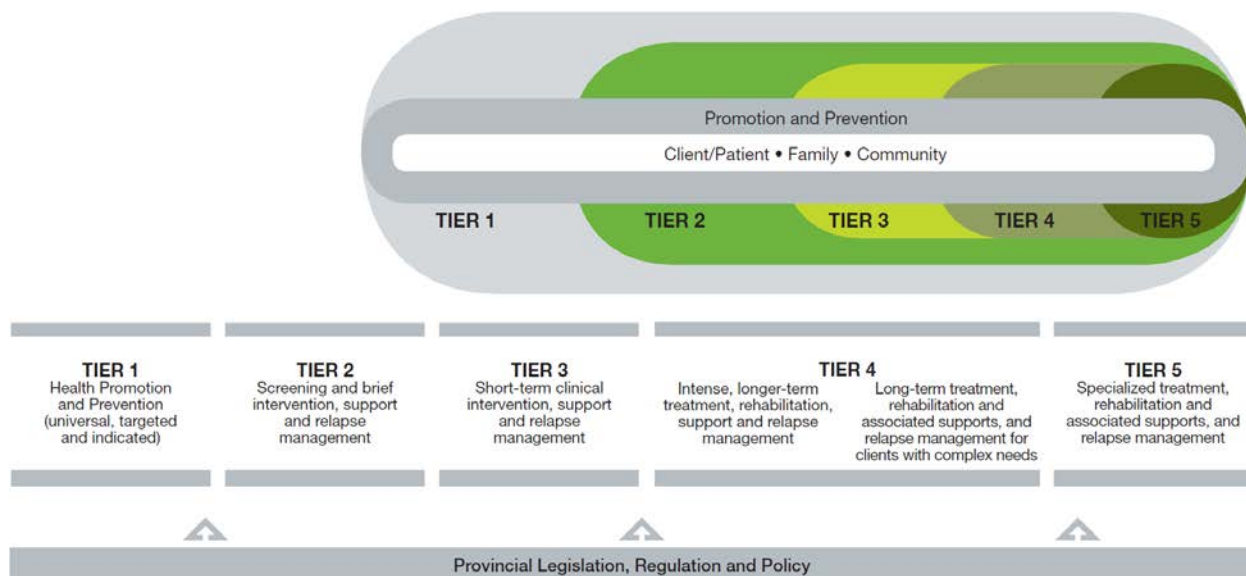 Promotion and Prevention
Client/Patient • Family • Community
TIER 1
TIER 2
TIER 3
TIER 4
TIER 5
TIER 1
Health Promotion
and Prevention
(universal, targeted
and indicated)
TIER 2
Screening and brief
intervention, support
and relapse
management
TIER 3
Short-term clinical
intervention, support
and relapse
management
TIER 4
Intense, longer-term
treatment, rehabilitation,
support and relapse
management
Long-term treatment,
rehabilitation and
associated supports, and
relapse management for
clients with complex needs
TIER 5
Specialized treatment,
rehabilitation and
associated supports, and
relapse management
Provincial Legislation, Regulation and Policy